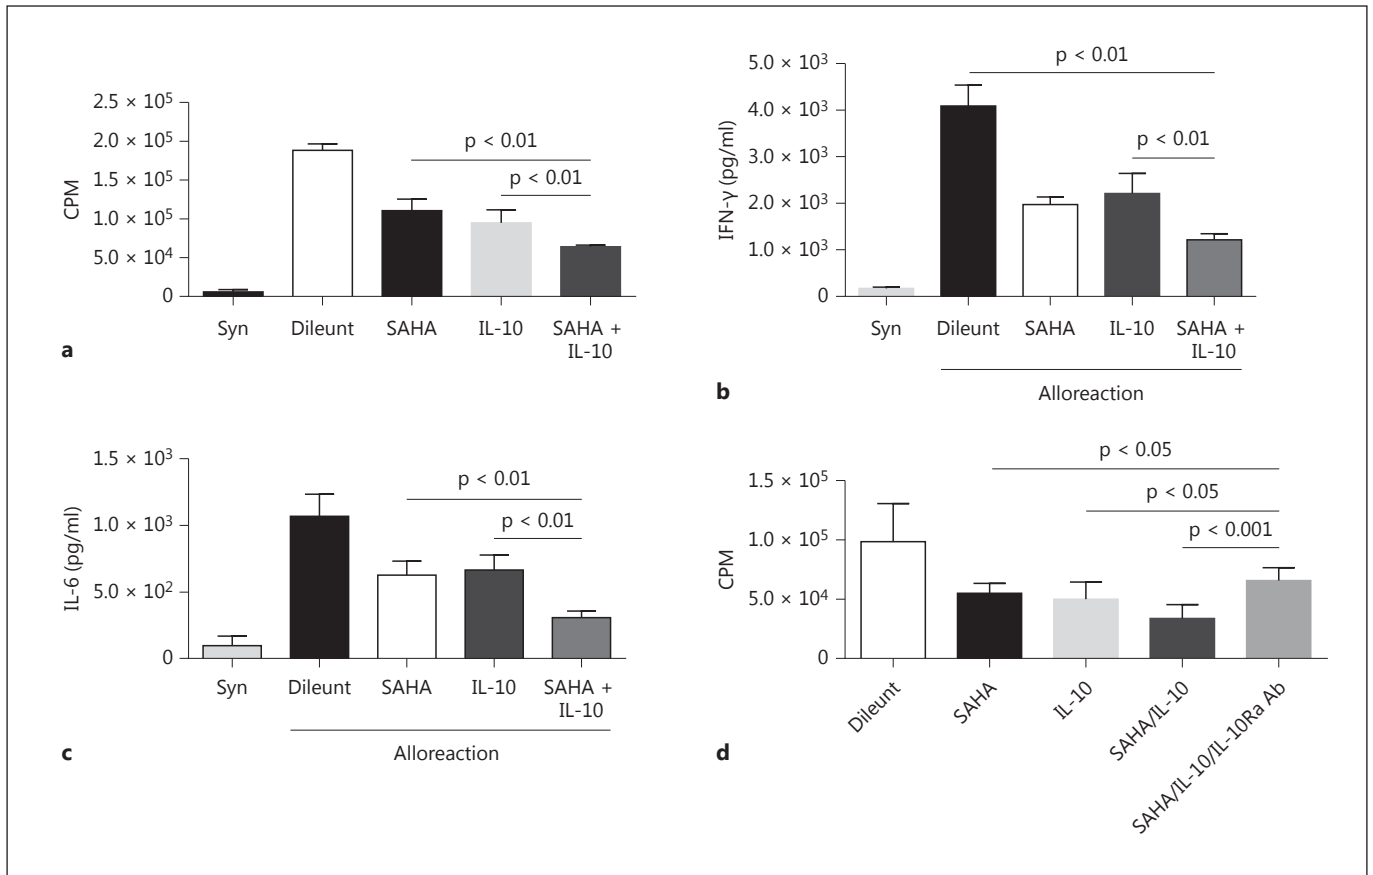 2.5 × 10⁵
2.0 × 10⁵
1.5 × 10⁵
1.0 × 10⁵
5.0 × 10⁴
0
CPM
p < 0.01
p < 0.01
Syn
Dileunt
SAHA
IL-10
SAHA +
IL-10
a
5.0 × 10³
4.0 × 10³
3.0 × 10³
2.0 × 10³
1.0 × 10³
0
IFN-γ (pg/ml)
p < 0.01
p < 0.01
Syn
Dileunt
SAHA
IL-10
SAHA +
IL-10
Alloreaction
b
1.5 × 10³
1.0 × 10³
5.0 × 10²
0
IL-6 (pg/ml)
p < 0.01
p < 0.01
Syn
Dileunt
SAHA
IL-10
SAHA +
IL-10
Alloreaction
c
1.5 × 10⁵
1.0 × 10⁵
5.0 × 10⁴
0
CPM
p < 0.05
p < 0.05
p < 0.001
Dileunt
SAHA
IL-10
SAHA/IL-10
SAHA/IL-10/IL-10Ra Ab
d